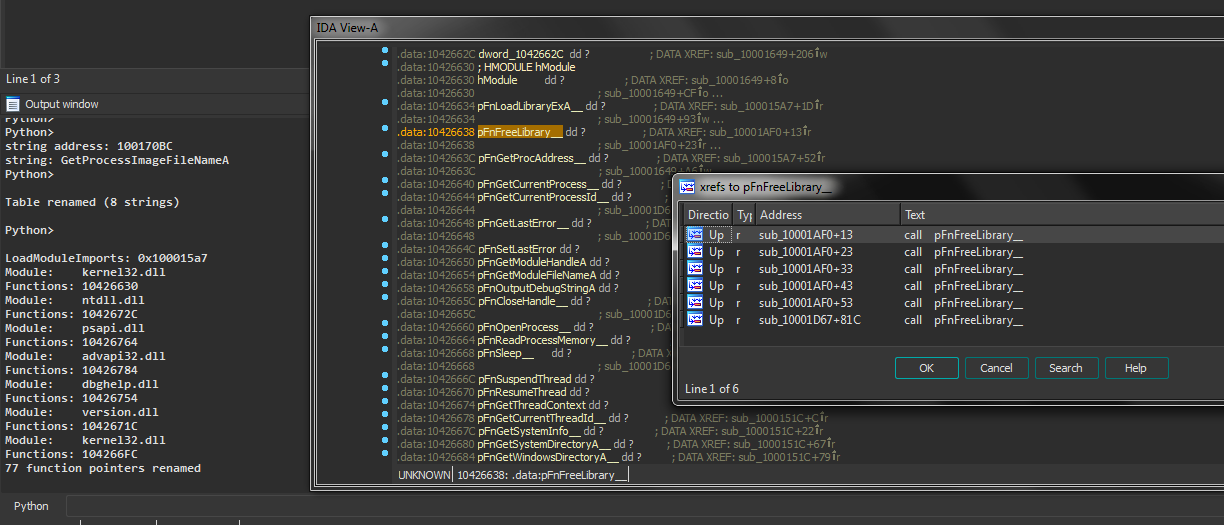 Line 1 of 3
Output window
Python>
Python>
string address: 100170BC
string: GetProcessImageFileNameA
Python>
Table renamed (8 strings)
Python>
LoadModuleImports: 0x100015a7
Module: kernel32.dll
Functions: 10426630
Module: ntdll.dll
Functions: 1042672C
Module: psapi.dll
Functions: 10426764
Module: advapi32.dll
Functions: 10426784
Module: dbghelp.dll
Functions: 10426754
Module: version.dll
Functions: 1042671C
Module: kernel32.dll
Functions: 104266FC
77 function pointers renamed
Python
IDA View-A
.data:1042662C dword_1042662C dd ? ; DATA XREF: sub_10001649+206↑w
.data:10426630 ; HMODULE hModule
.data:10426630 hModule dd ? ; DATA XREF: sub_10001649+8↑o
.data:10426630 ; sub_10001649+CF↑o ...
.data:10426634 pFnLoadLibraryExA__ dd ? ; DATA XREF: sub_100015A7+1D↑r
.data:10426634 ; sub_10001649+93↑w ...
.data:10426638 pFnFreeLibrary__ dd ? ; DATA XREF: sub_10001AF0+13↑r
.data:10426638 ; sub_10001AF0+23↑r ...
.data:1042663C pFnGetProcAddress__ dd ? ; DATA XREF: sub_100015A7+52↑r
.data:1042663C ; sub_10001649+A6↑w
.data:10426640 pFnGetCurrentProcess__ dd ?
.data:10426644 pFnGetCurrentProcessId__ dd ?
.data:10426644 ; sub_10001D6
.data:10426648 pFnGetLastError__ dd ? ; DATA
.data:10426648 ; sub_10001D6
.data:1042664C pFnSetLastError dd ?
.data:10426650 pFnGetModuleHandleA dd ?
.data:10426654 pFnGetModuleFileNameA dd ?
.data:10426658 pFnOutputDebugStringA dd ?
.data:1042665C pFnCloseHandle__ dd ? ; DATA
.data:1042665C ; sub_10001D6
.data:10426660 pFnOpenProcess__ dd ? ; DATA
.data:10426664 pFnReadProcessMemory__ dd ?
.data:10426668 pFnSleep__ dd ? ; DATA X
.data:10426668 ; sub_10001D6
.data:1042666C pFnSuspendThread dd ?
.data:10426670 pFnResumeThread dd ?
.data:10426674 pFnGetThreadContext dd ?
.data:10426678 pFnGetCurrentThreadId__ dd ? ; DATA XREF: sub_1000151C+C↑r
.data:1042667C pFnGetSystemInfo__ dd ? ; DATA XREF: sub_1000151C+22↑r
.data:10426680 pFnGetSystemDirectoryA__ dd ? ; DATA XREF: sub_1000151C+67↑r
.data:10426684 pFnGetWindowsDirectoryA__ dd ? ; DATA XREF: sub_1000151C+79↑r
UNKNOWN 10426638: .data:pFnFreeLibrary__
xrefs to pFnFreeLibrary__
Directio Ty Address Text
Up r sub_10001AF0+13 call pFnFreeLibrary__
Up r sub_10001AF0+23 call pFnFreeLibrary__
Up r sub_10001AF0+33 call pFnFreeLibrary__
Up r sub_10001AF0+43 call pFnFreeLibrary__
Up r sub_10001AF0+53 call pFnFreeLibrary__
Up r sub_10001D67+81C call pFnFreeLibrary__
OK
Cancel
Search
Help
Line 1 of 6